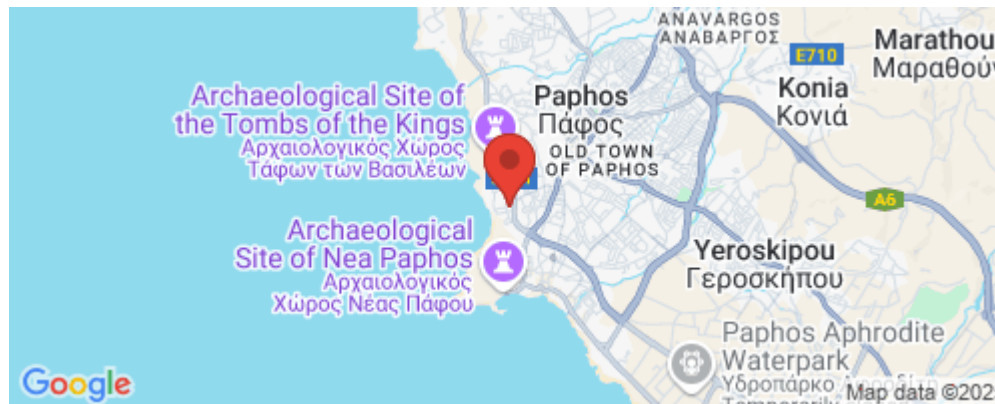 ANAVARGOS
ΑΝΑΒΑΡΓΟΣ
E710
Marathou
Μαραθού
Konia
Κονιά
Archaeological Site of
the Tombs of the Kings
Αρχαιολογικός Χώρος
Τάφων των Βασιλέων
Paphos
Πάφος
OLD TOWN
OF PAPHOS
A6
Archaeological
Site of Nea Paphos
Αρχαιολογικός
Χώρος Νέας Πάφου
Yeroskipou
Γεροσκήπου
Paphos Aphrodite
Waterpark
Υδροπάρκο
Google
Map data ©202